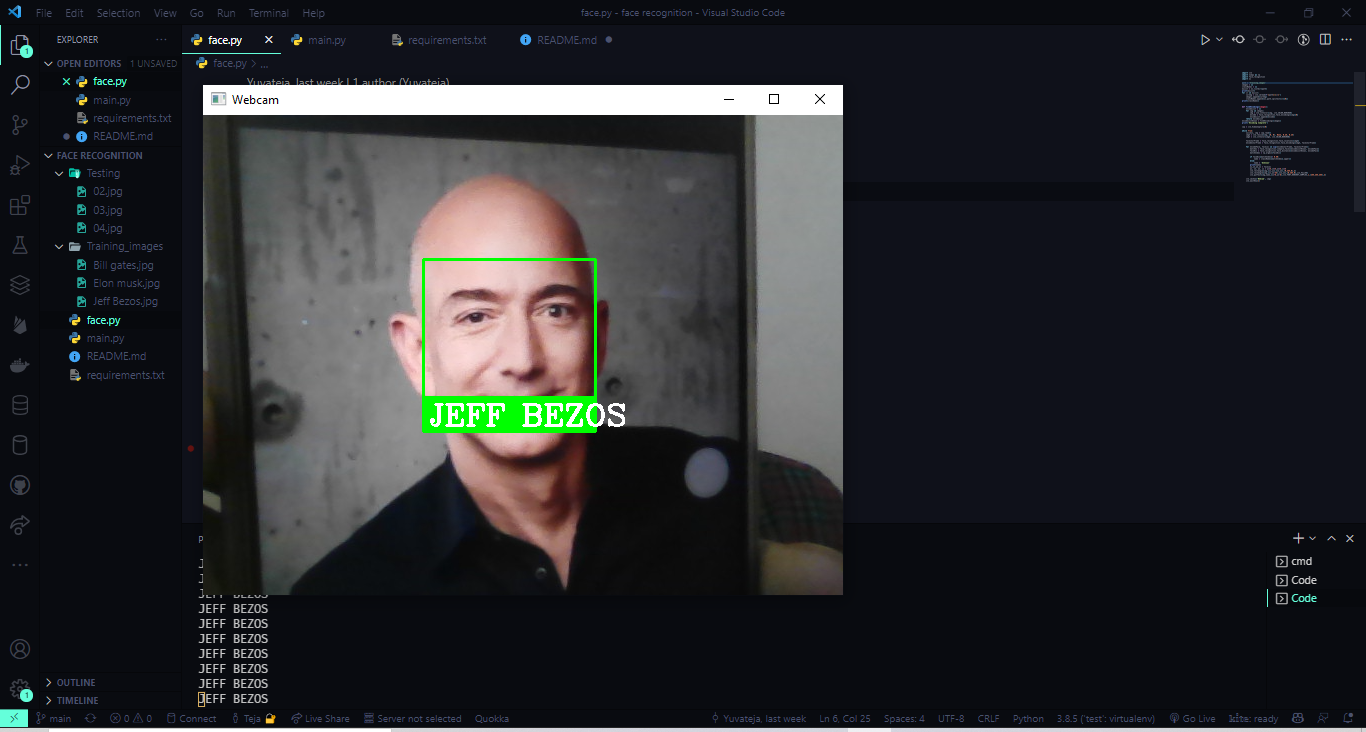 File Edit Selection View Go Run Terminal Help face.py - face recognition - Visual Studio Code
EXPLORER
face.py main.py requirements.txt README.md
OPEN EDITORS 1 UNSAVED
face.py
main.py
requirements.txt
README.md
face.py > ...
Yuvateja, last week | 1 author (Yuvateja)
FACE RECOGNITION
Testing
02.jpg
03.jpg
04.jpg
Training_images
Bill gates.jpg
Elon musk.jpg
Jeff Bezos.jpg
face.py
main.py
README.md
requirements.txt
OUTLINE
TIMELINE
Webcam
JEFF BEZOS
JEFF BEZOS
JEFF BEZOS
JEFF BEZOS
JEFF BEZOS
JEFF BEZOS
JEFF BEZOS
JEFF BEZOS
JEFF BEZOS
cmd
Code
Code
1
1
main 0 0 Connect Teja Live Share Server not selected Quokka Yuvateja, last week Ln 6, Col 25 Spaces: 4 UTF-8 CRLF Python 3.8.5 ('test': virtualenv) Go Live kite: ready